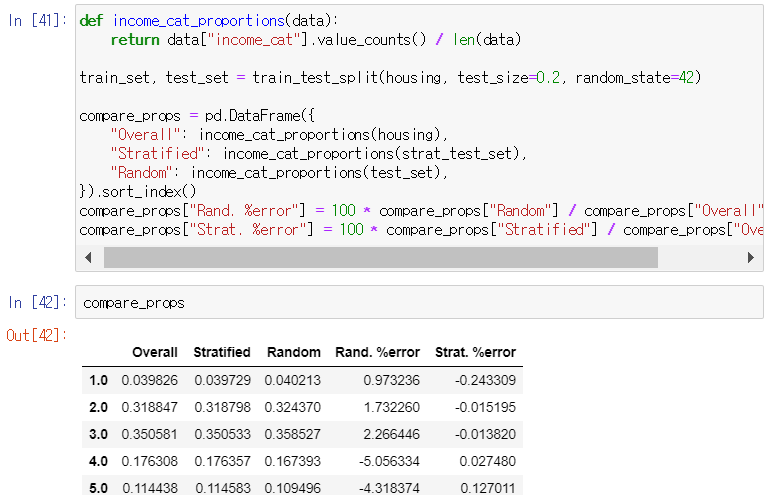 In [41]: def income_cat_proportions(data):
return data["income_cat"].value_counts() / len(data)
train_set, test_set = train_test_split(housing, test_size=0.2, random_state=42)
compare_props = pd.DataFrame({
"Overall": income_cat_proportions(housing),
"Stratified": income_cat_proportions(strat_test_set),
"Random": income_cat_proportions(test_set),
}).sort_index()
compare_props["Rand. %error"] = 100 * compare_props["Random"] / compare_props["Overall"
compare_props["Strat. %error"] = 100 * compare_props["Stratified"] / compare_props["Ove
In [42]: compare_props
Out[42]:
Overall Stratified Random Rand. %error Strat. %error
1.0 0.039826 0.039729 0.040213 0.973236 -0.243309
2.0 0.318847 0.318798 0.324370 1.732260 -0.015195
3.0 0.350581 0.350533 0.358527 2.266446 -0.013820
4.0 0.176308 0.176357 0.167393 -5.056334 0.027480
5.0 0.114438 0.114583 0.109496 -4.318374 0.127011